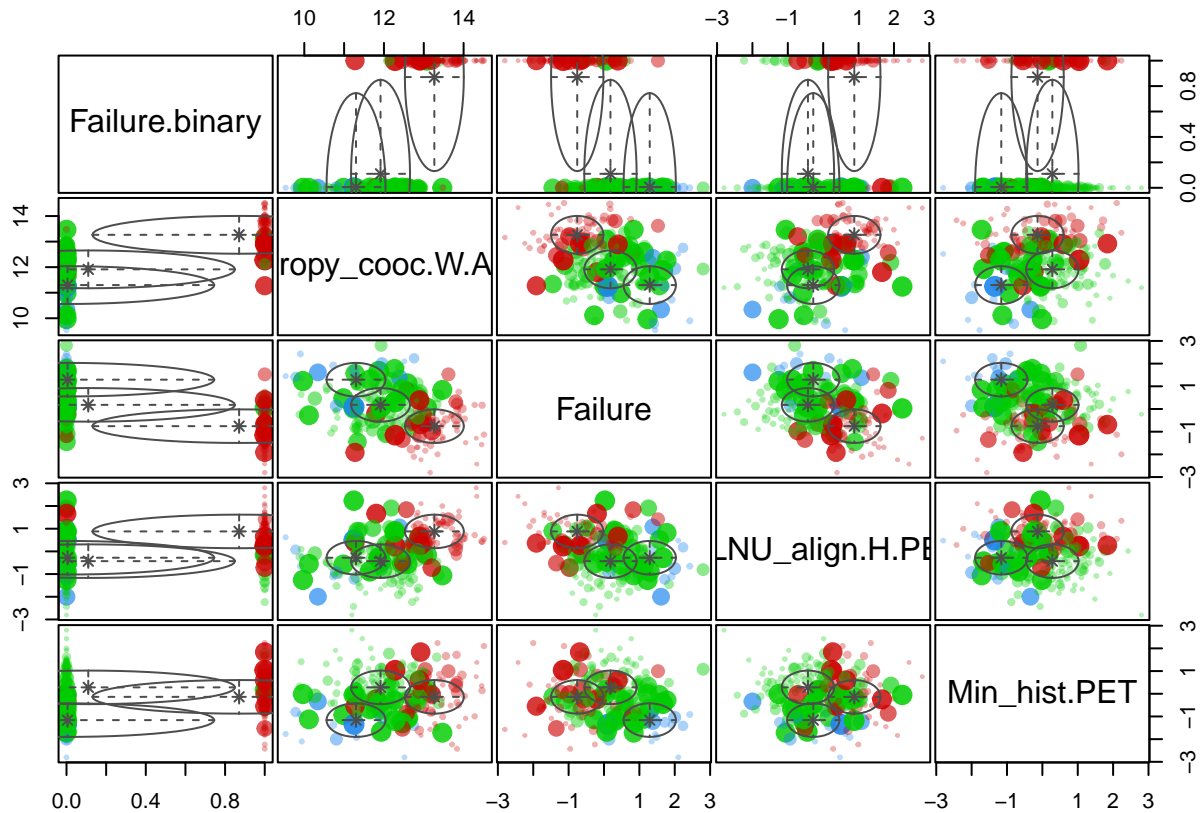 10 12 14 −3 −1 1 3
Failure.binary
0.0 0.4 0.8
10 12 14
ropy_cooc.W.A
Failure
−3 −1 1 3
−3 −1 1 3
LNU_align.H.PE
Min_hist.PET
−3 −1 1 3
0.0 0.4 0.8 −3 −1 1 2 3 −3 −1 1 2 3